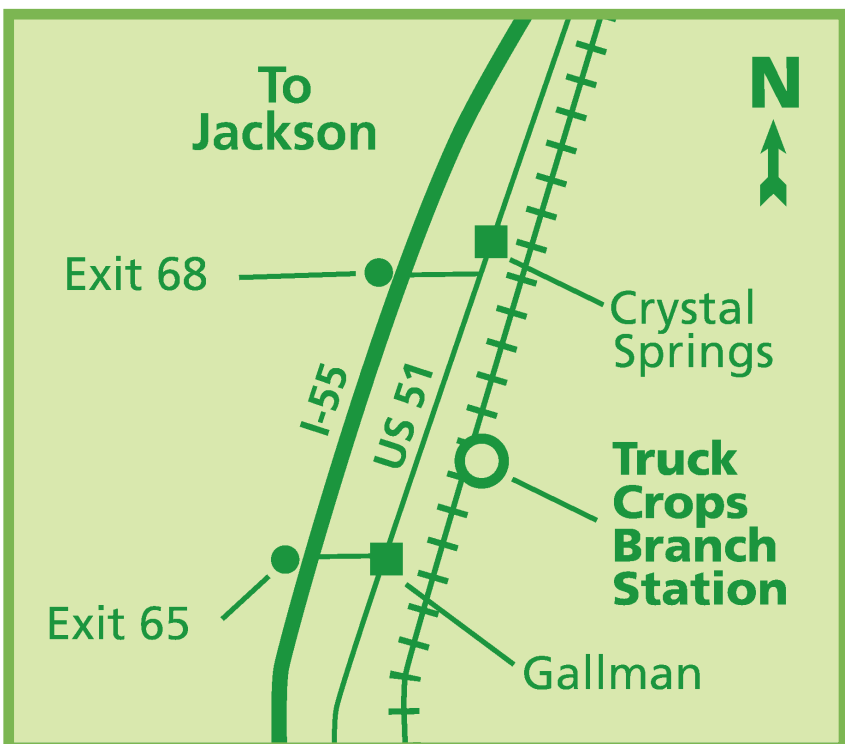 To
Jackson
N
Exit 68
Crystal
Springs
I-55
US 51
Truck
Crops
Branch
Station
Exit 65
Gallman